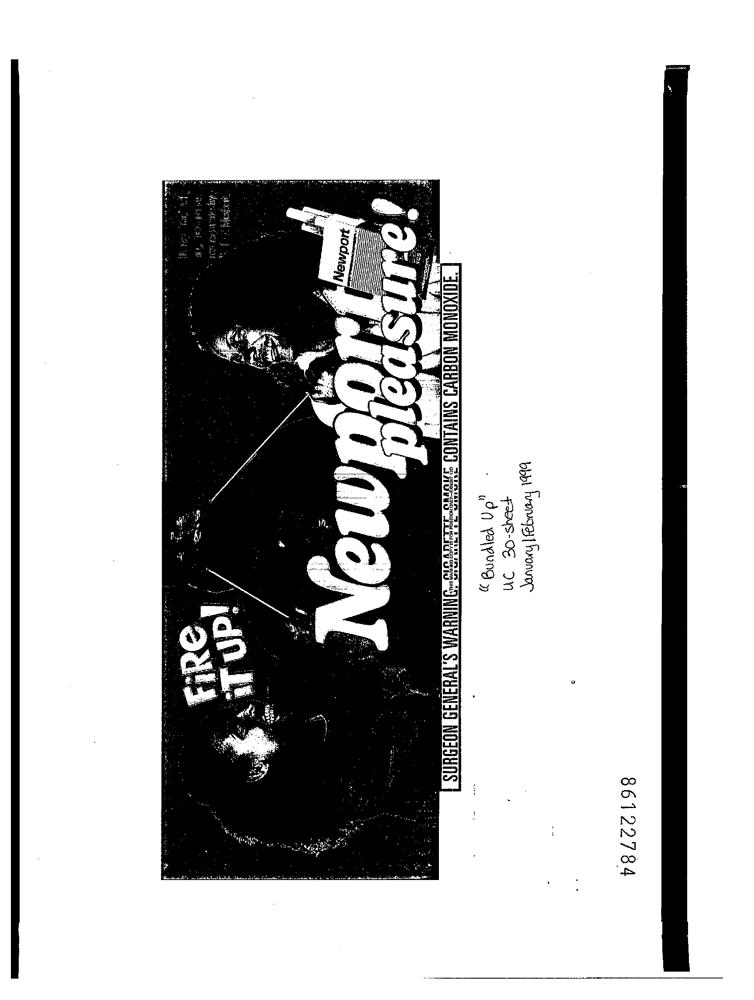 FiRE
iT UP!
Newport
pleasure!
Newport
SURGEON GENERAL'S WARNING: CIGARETTE SMOKE CONTAINS CARBON MONOXIDE.
"Bundled Up"
UC 30-sheet
January/February 1999
86122784